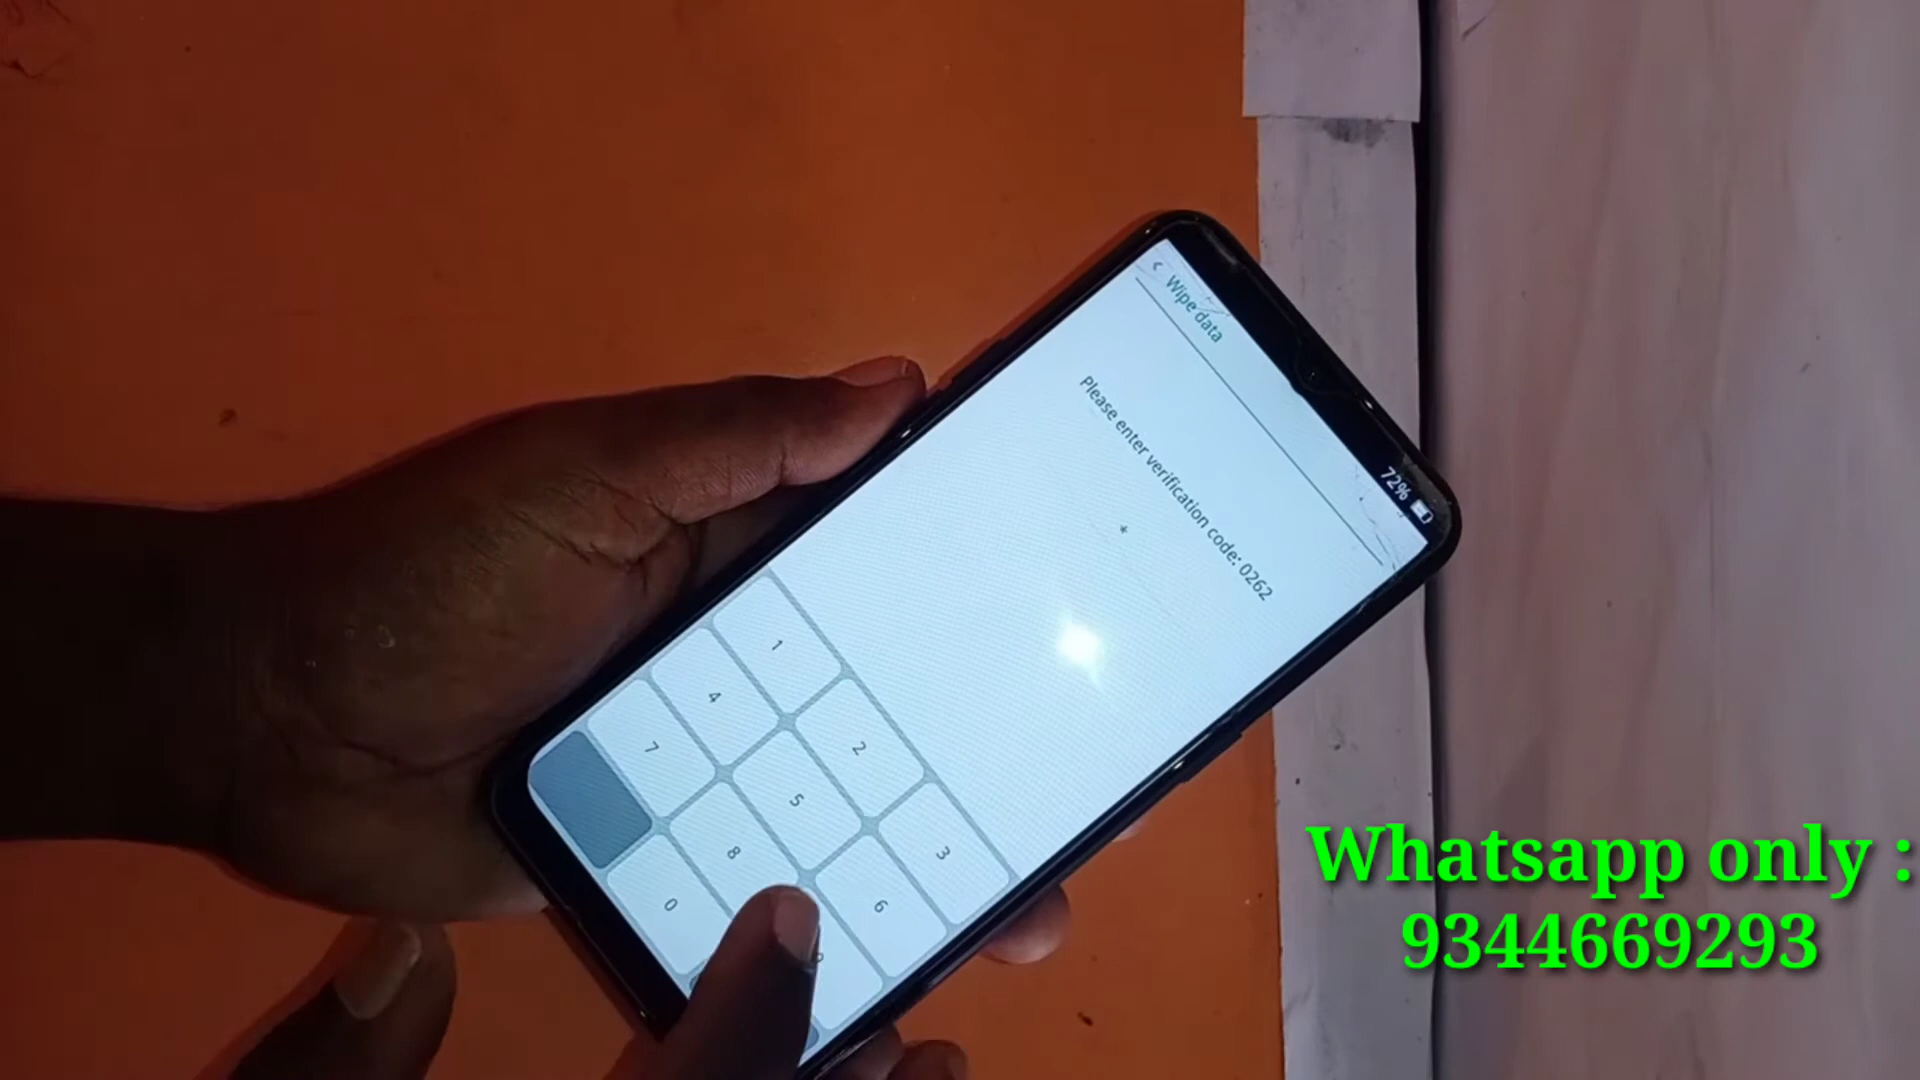 72%
‹ Wipe data
Please enter verification code: 0262
*
1 2 3
4 5 6
7 8 9
0
Whatsapp only :
9344669293